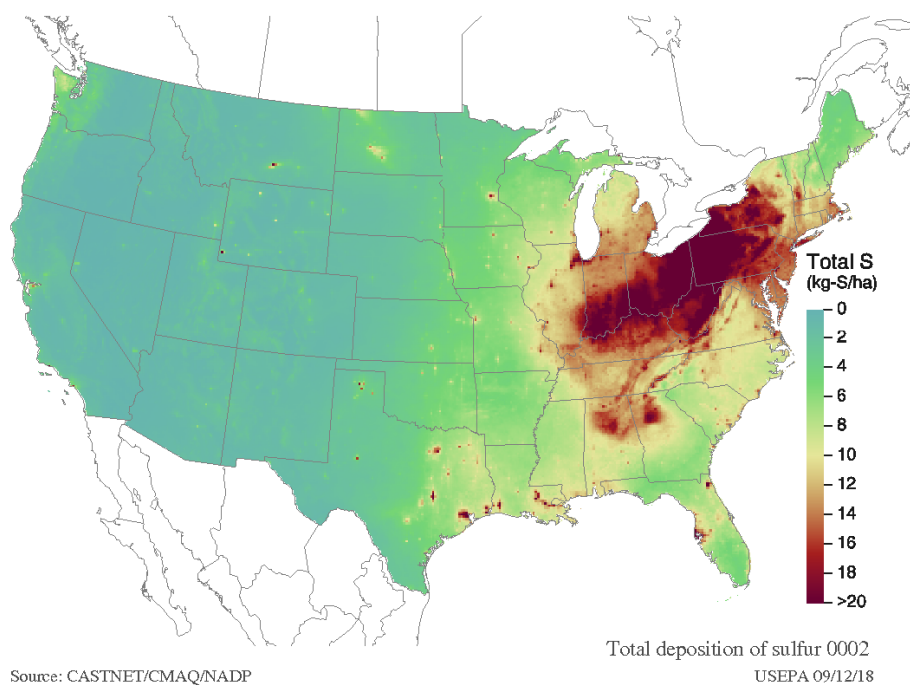 Total S
(kg-S/ha)
0
2
4
6
8
10
12
14
16
18
>20
Total deposition of sulfur 0002
Source: CASTNET/CMAQ/NADP
USEPA 09/12/18